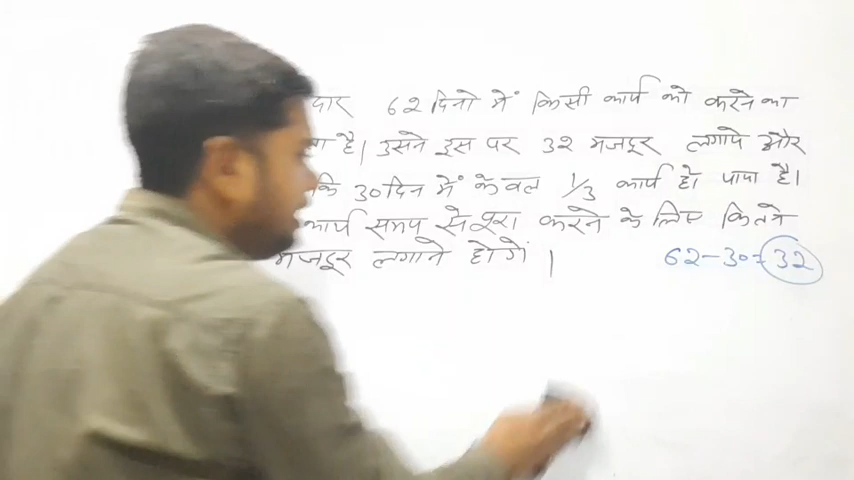 दार 62 दिनो में किसी कार्य को करने का
है। उसने इस पर 32 मजदूर लगाये और
कि 30 दिन में केवल 1/3 कार्य हो पाया है।
कार्य समय से पूरा करने के लिए कितने
मजदूर लगाने होगें।
62-30=32